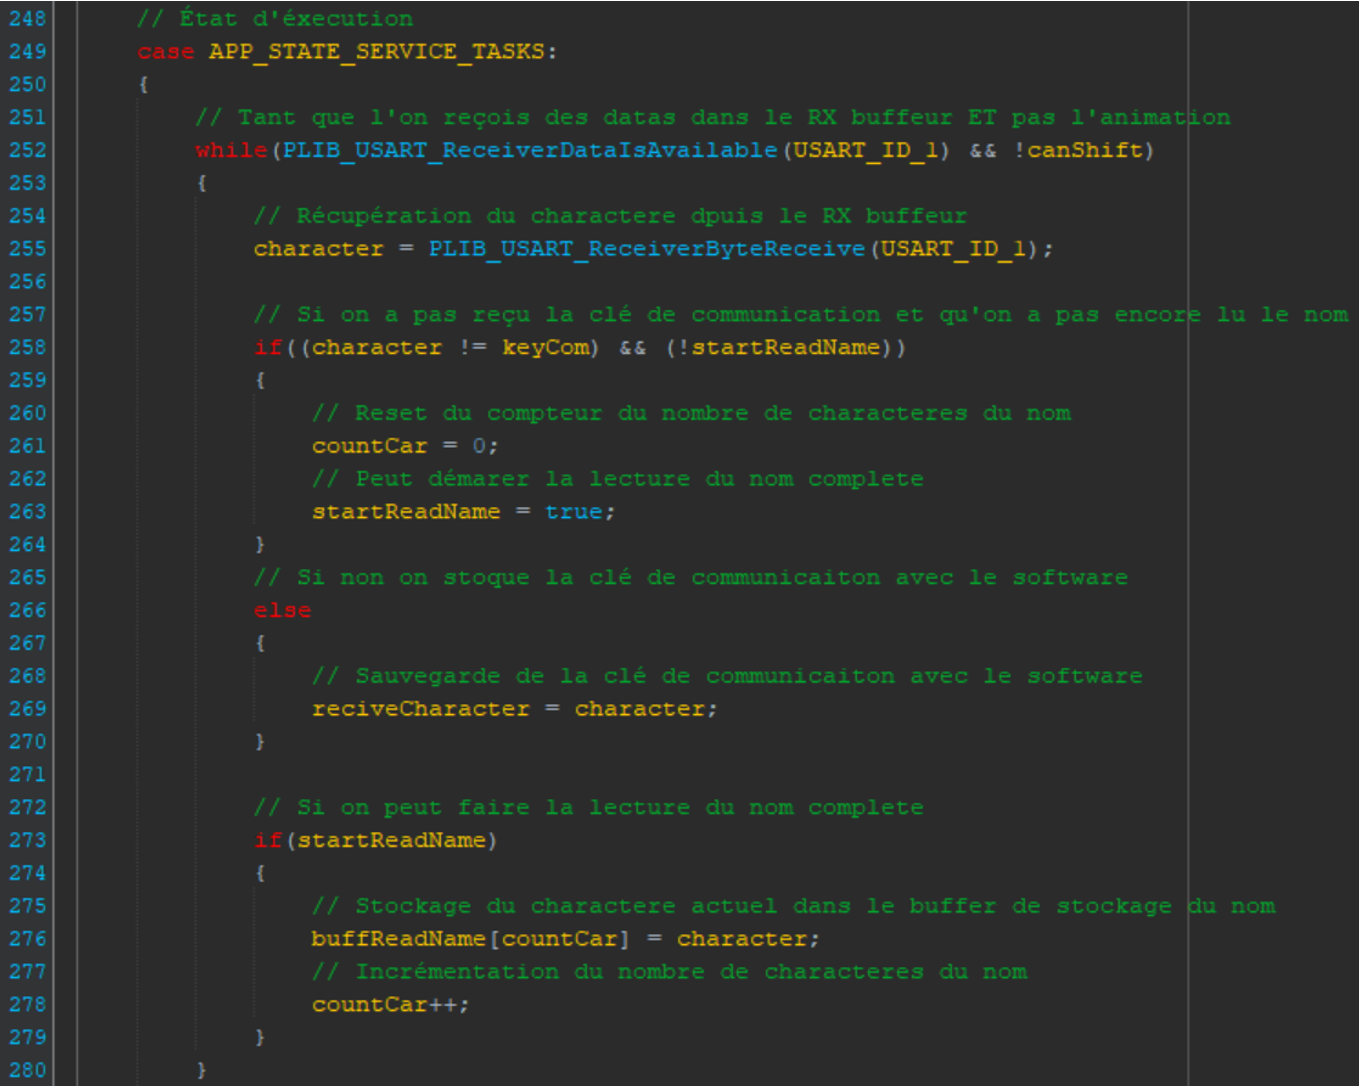 248 // État d'éxecution
249 case APP_STATE_SERVICE_TASKS:
250 {
251 // Tant que l'on reçois des datas dans le RX buffeur ET pas l'animation
252 while(PLIB_USART_ReceiverDataIsAvailable(USART_ID_1) && !canShift)
253 {
254 // Récupération du charactere dpuis le RX buffeur
255 character = PLIB_USART_ReceiverByteReceive(USART_ID_1);
256
257 // Si on a pas reçu la clé de communication et qu'on a pas encore lu le nom
258 if((character != keyCom) && (!startReadName))
259 {
260 // Reset du compteur du nombre de characteres du nom
261 countCar = 0;
262 // Peut démarer la lecture du nom complete
263 startReadName = true;
264 }
265 // Si non on stoque la clé de communicaiton avec le software
266 else
267 {
268 // Sauvegarde de la clé de communicaiton avec le software
269 reciveCharacter = character;
270 }
271
272 // Si on peut faire la lecture du nom complete
273 if(startReadName)
274 {
275 // Stockage du charactere actuel dans le buffer de stockage du nom
276 buffReadName[countCar] = character;
277 // Incrémentation du nombre de characteres du nom
278 countCar++;
279 }
280 }